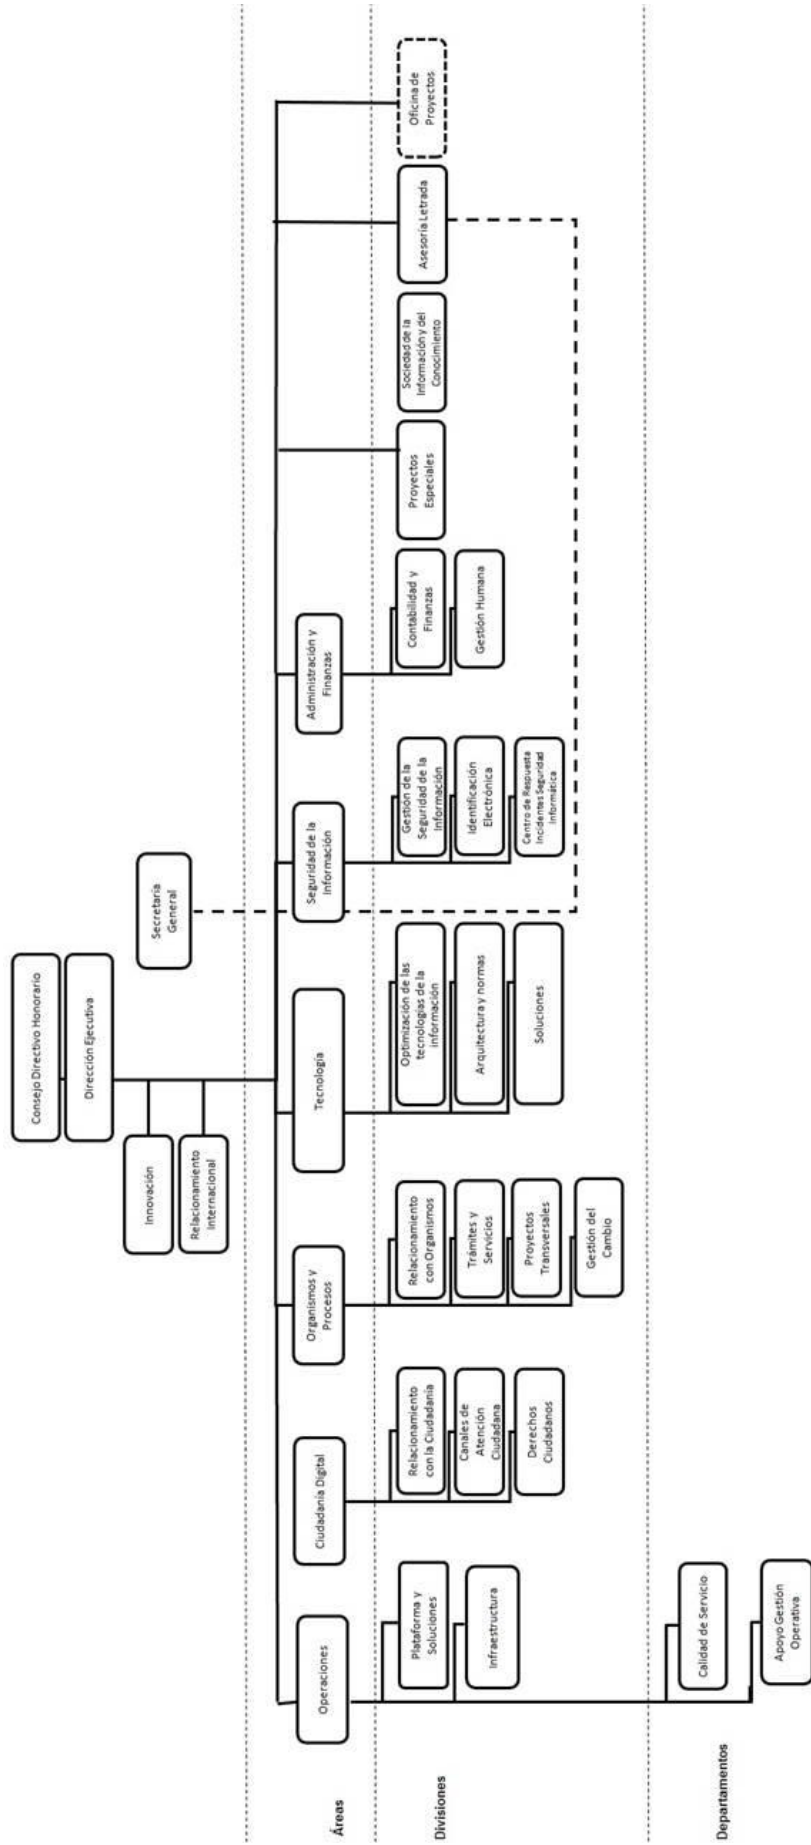 Consejo Directivo Honorario
Dirección Ejecutiva
Innovación
Relacionamiento
Internacional
Secretaria
General
Áreas
Operaciones
Ciudadanía Digital
Organismos y
Procesos
Tecnología
Seguridad de la
Información
Administración y
Finanzas
Divisiones
Plataforma y
Soluciones
Infraestructura
Relacionamiento
con la Ciudadanía
Canales de
Atención
Ciudadana
Derechos
Ciudadanos
Relacionamiento
con Organismos
Trámites y
Servicios
Proyectos
Transversales
Gestión del
Cambio
Optimización de las
tecnologías de la
información
Arquitectura y normas
Soluciones
Gestión de la
Seguridad de la
Información
Identificación
Electrónica
Centro de Respuesta
Incidentes Seguridad
Informática
Contabilidad y
Finanzas
Gestión Humana
Proyectos
Especiales
Sociedad de la
Información y del
Conocimiento
Asesoría Letrada
Oficina de
Proyectos
Departamentos
Calidad de Servicio
Apoyo Gestión
Operativa